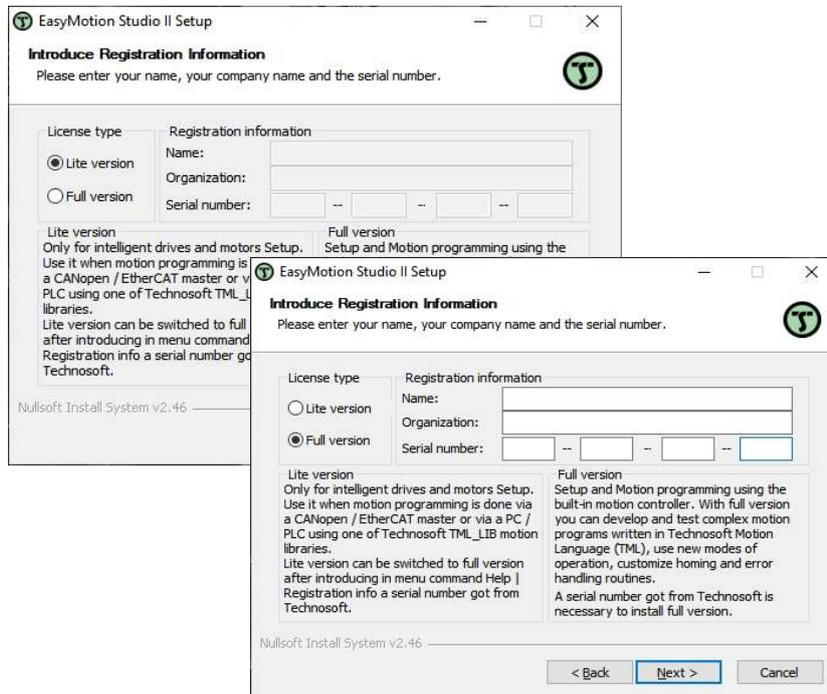 EasyMotion Studio II Setup
Introduce Registration Information
Please enter your name, your company name and the serial number.
License type
Registration information
Lite version
Full version
Name:
Organization:
Serial number: -- -- --
Lite version
Only for intelligent drives and motors Setup.
Use it when motion programming is
a CANopen / EtherCAT master or v
PLC using one of Technosoft TML_L
libraries.
Lite version can be switched to full
after introducing in menu command
Registration info a serial number go
Technosoft.
Full version
Setup and Motion programming using the
Nullsoft Install System v2.46
EasyMotion Studio II Setup
Introduce Registration Information
Please enter your name, your company name and the serial number.
License type
Registration information
Lite version
Full version
Name:
Organization:
Serial number: -- -- --
Lite version
Only for intelligent drives and motors Setup.
Use it when motion programming is done via
a CANopen / EtherCAT master or via a PC /
PLC using one of Technosoft TML_LIB motion
libraries.
Lite version can be switched to full version
after introducing in menu command Help |
Registration info a serial number got from
Technosoft.
Full version
Setup and Motion programming using the
built-in motion controller. With full version
you can develop and test complex motion
programs written in Technosoft Motion
Language (TML), use new modes of
operation, customize homing and error
handling routines.
A serial number got from Technosoft is
necessary to install full version.
Nullsoft Install System v2.46
< Back
Next >
Cancel